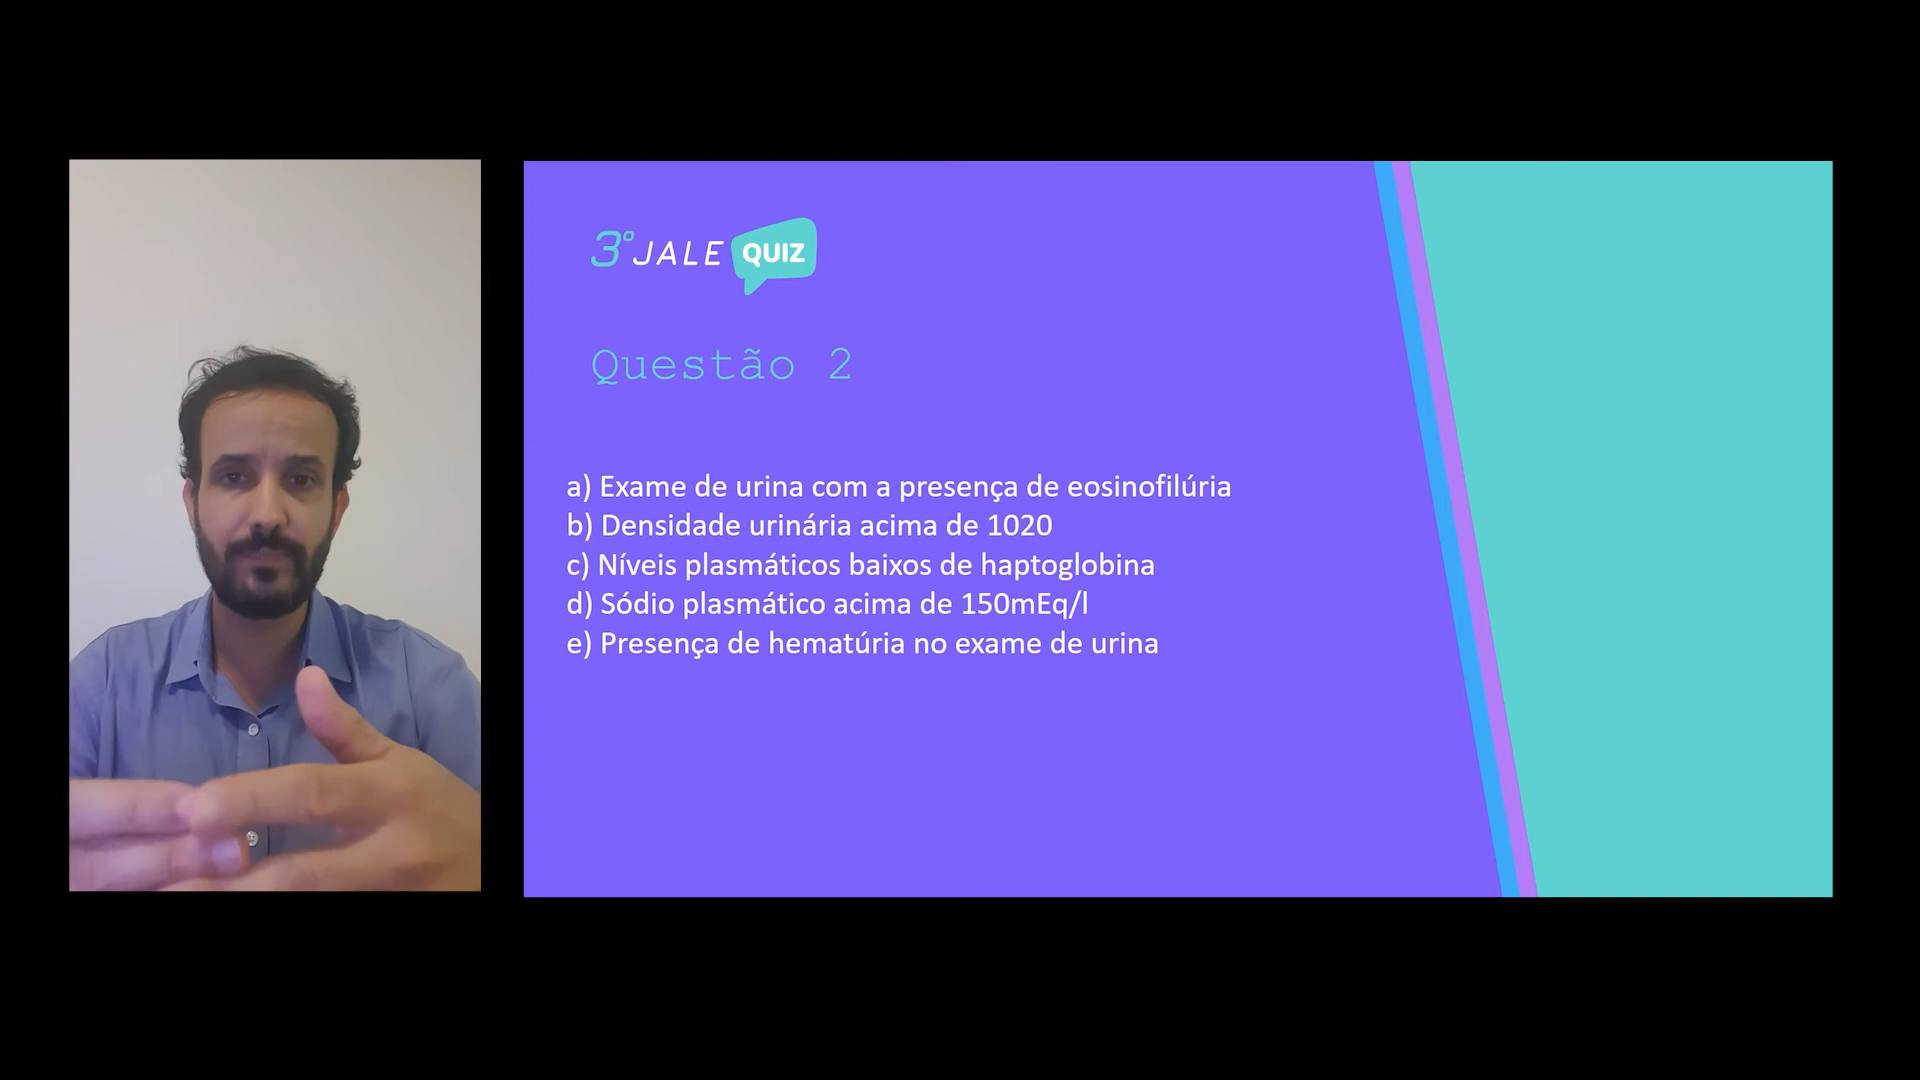 3º JALE QUIZ
Questão 2
a) Exame de urina com a presença de eosinofilúria
b) Densidade urinária acima de 1020
c) Níveis plasmáticos baixos de haptoglobina
d) Sódio plasmático acima de 150mEq/l
e) Presença de hematúria no exame de urina